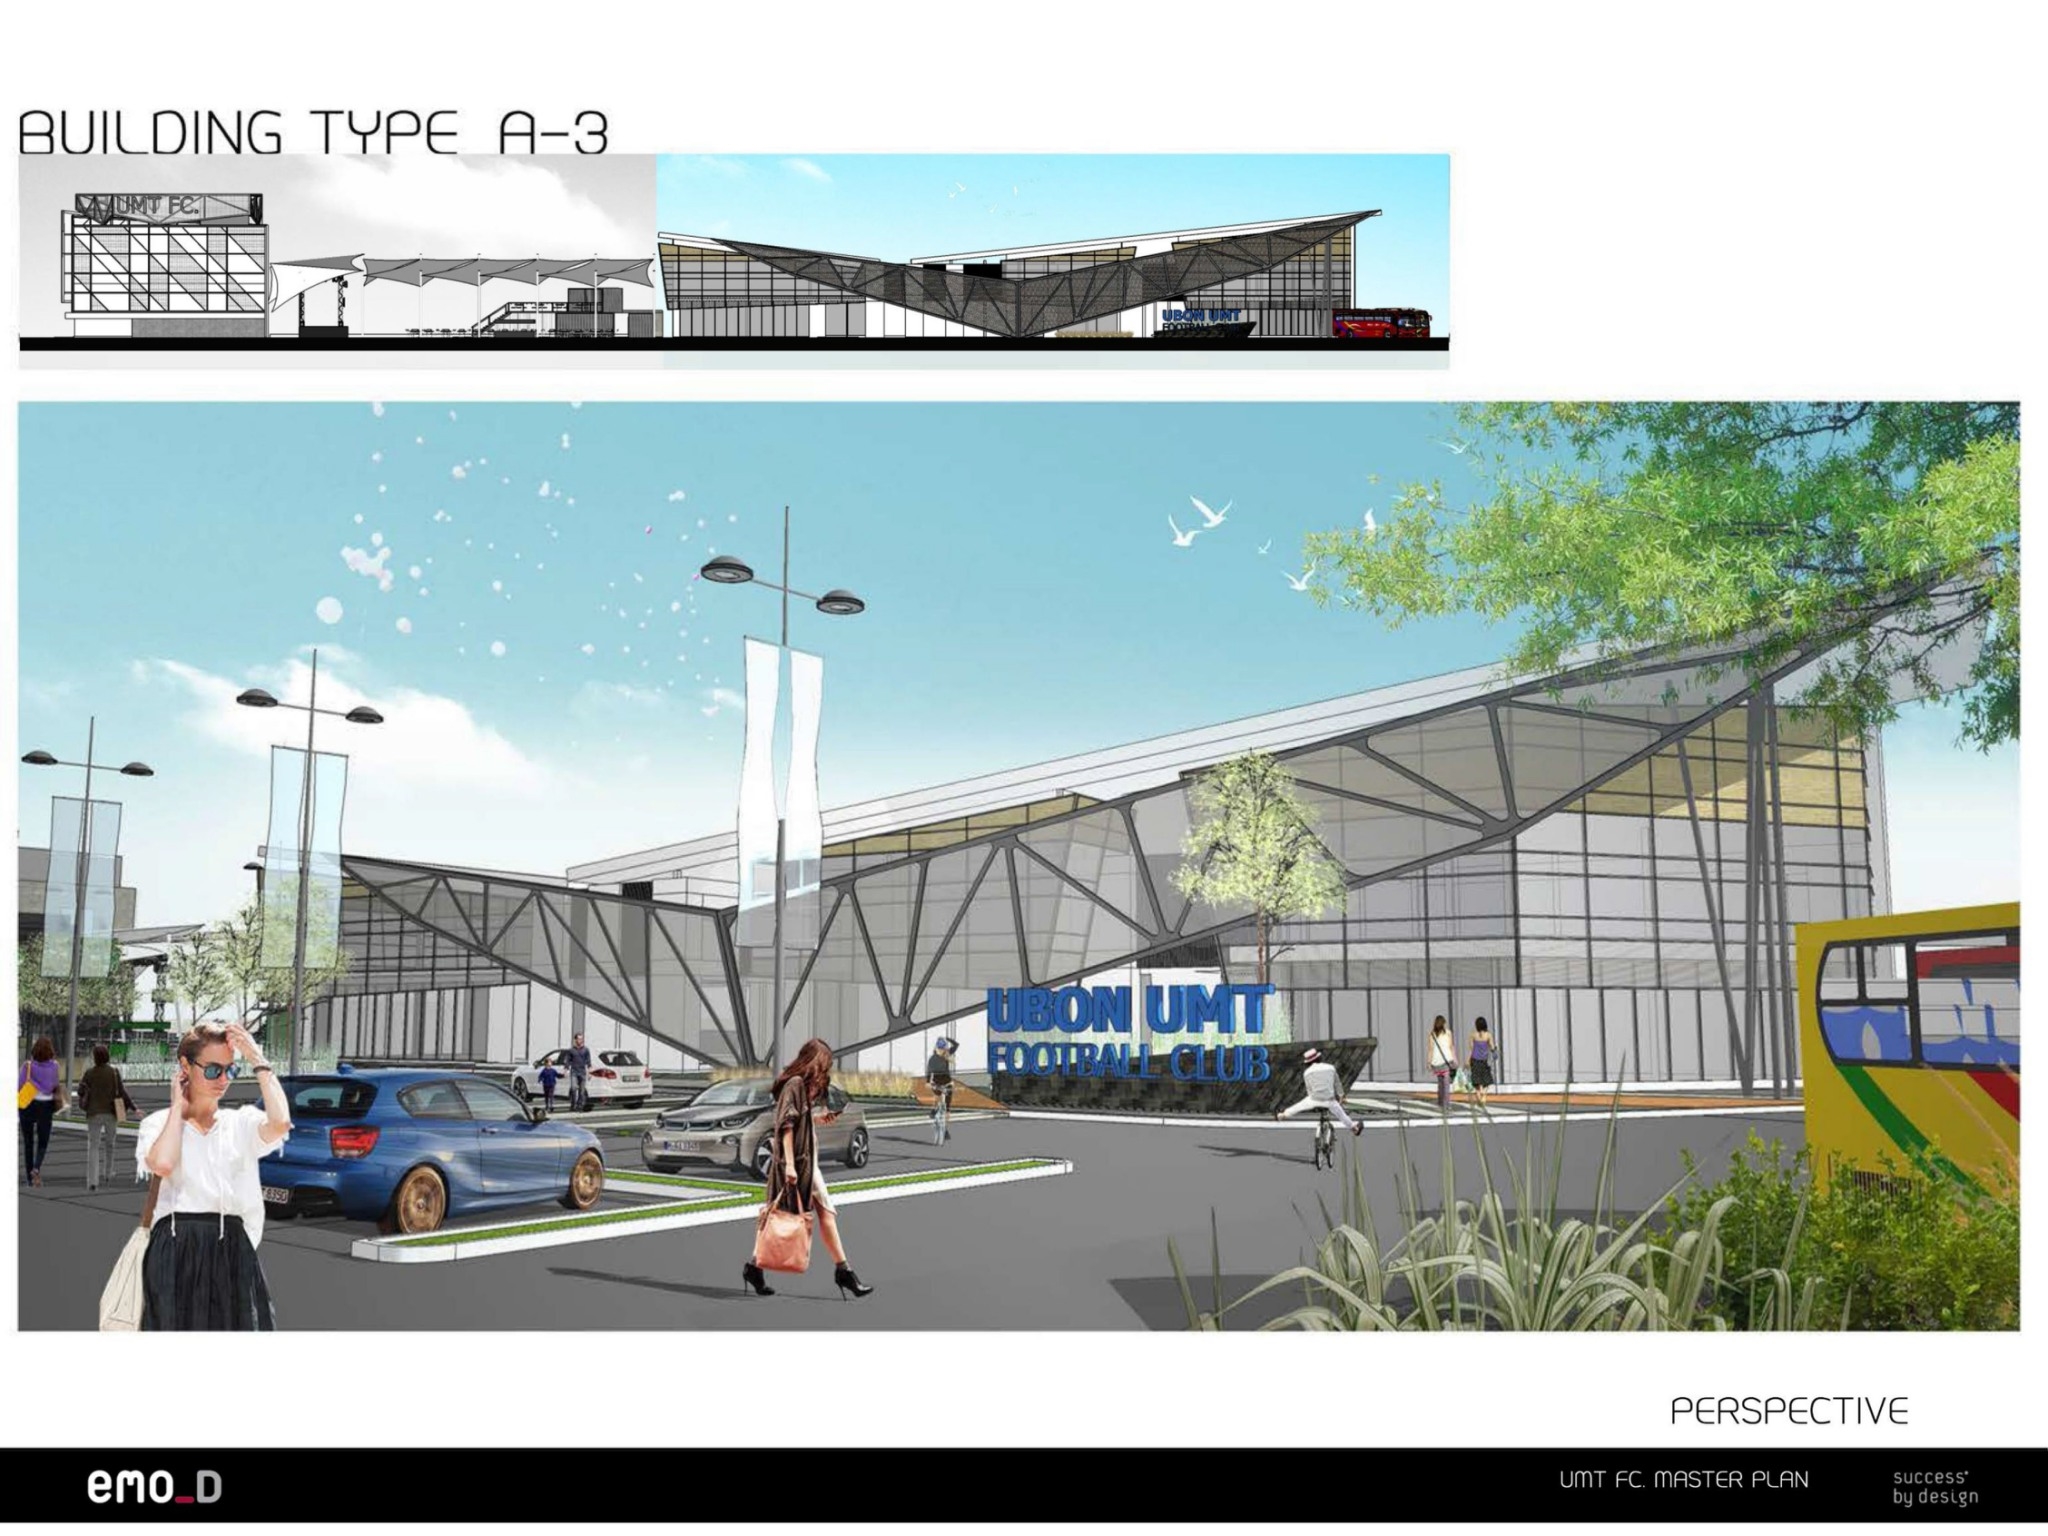 BUILDING TYPE A-3
UMT FC.
UBON UMT
FOOTBALL
UBON UMT
FOOTBALL CLUB
PERSPECTIVE
emo_D
UMT FC. MASTER PLAN
success
by design